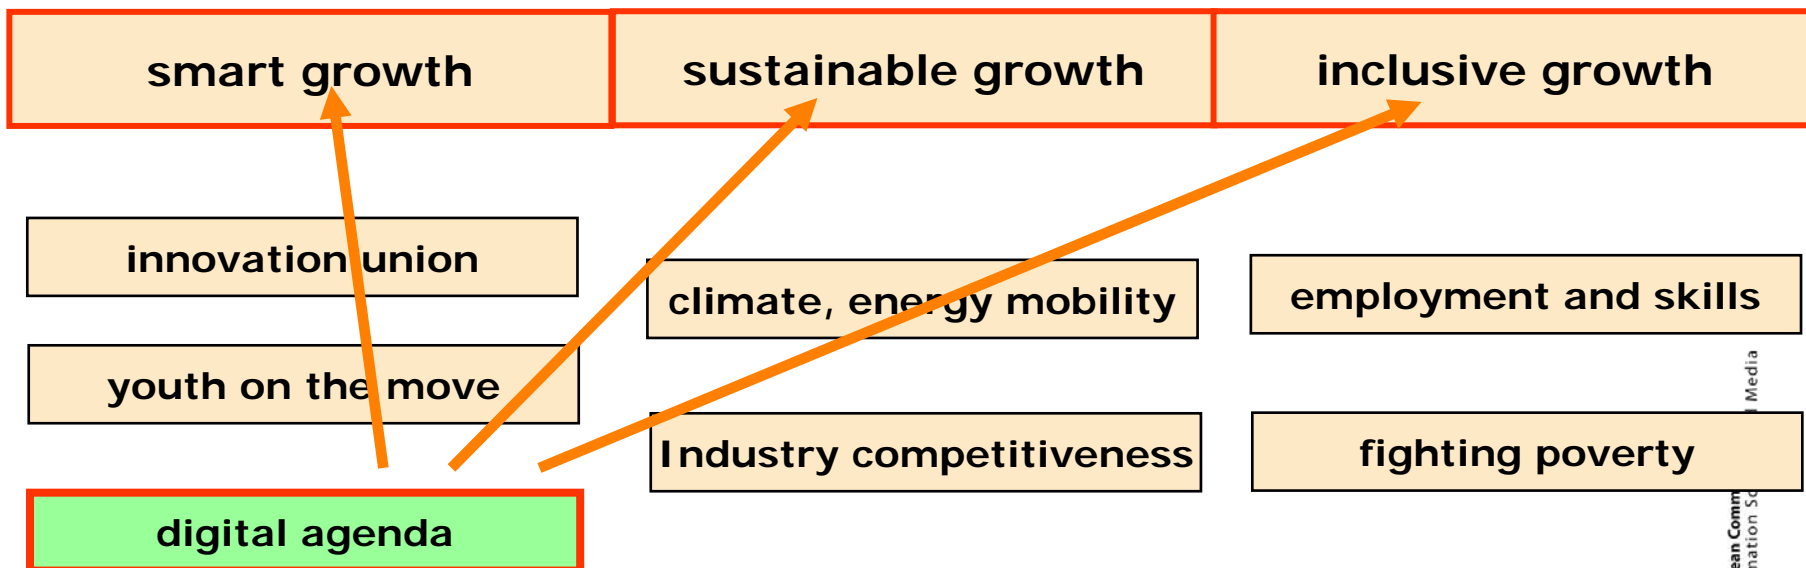 smart growth
sustainable growth
inclusive growth
innovation union
climate, energy mobility
employment and skills
youth on the move
Industry competitiveness
fighting poverty
digital agenda
Media